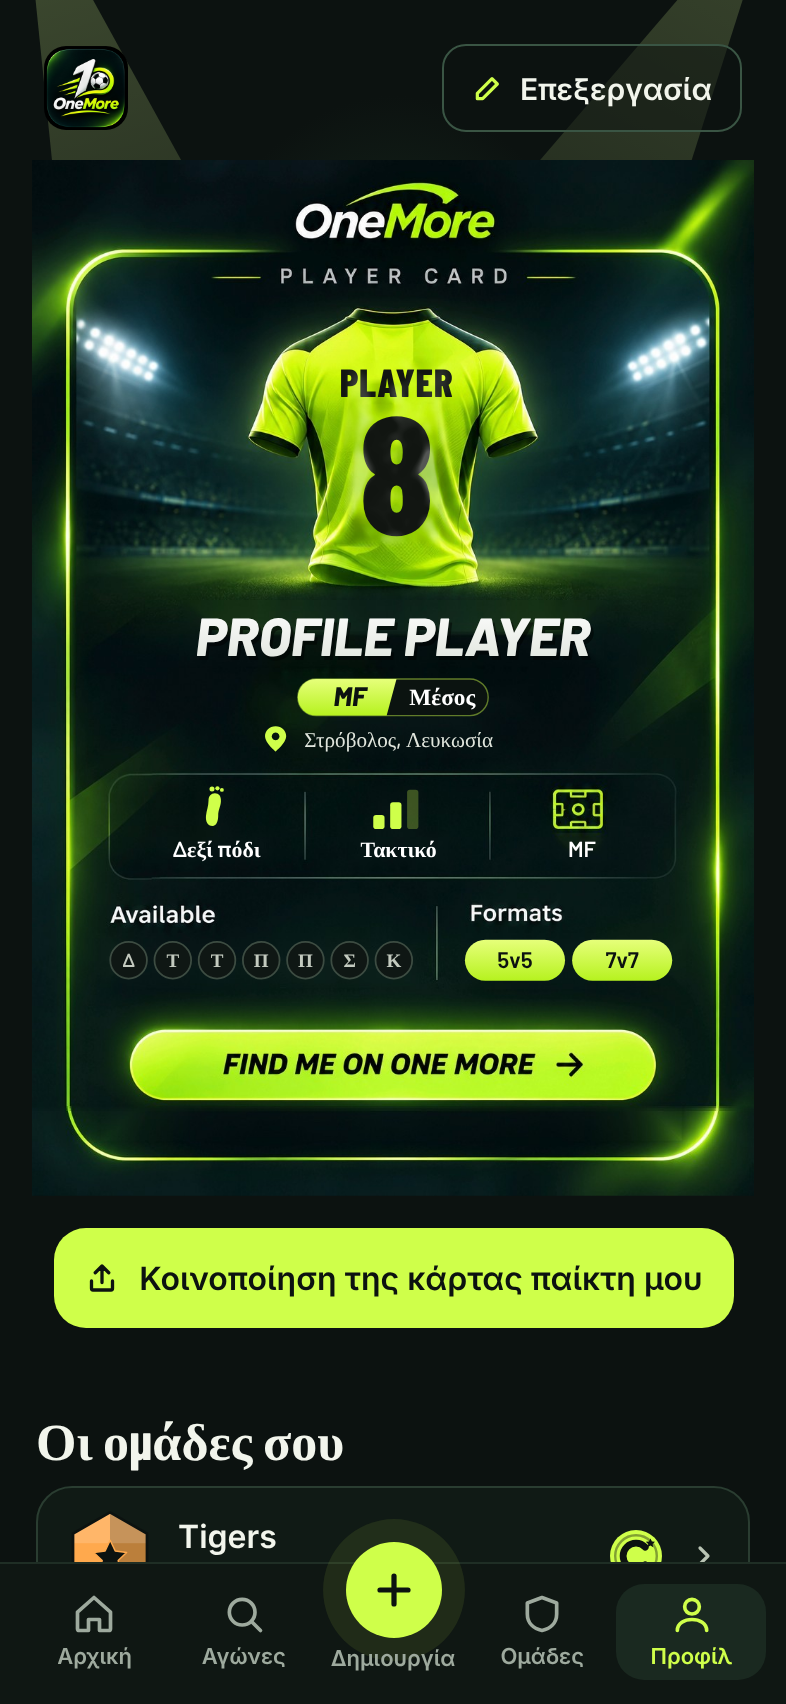 OneMore
Επεξεργασία
OneMore
PLAYER CARD
PLAYER
8
PROFILE PLAYER
MF Μέσος
Στρόβολος, Λευκωσία
Δεξί πόδι
Τακτικό
MF
Available
Formats
Δ Τ Τ Π Π Σ Κ
5v5 7v7
FIND ME ON ONE MORE
Κοινοποίηση της κάρτας παίκτη μου
Οι ομάδες σου
Tigers
Αρχική
Αγώνες
Δημιουργία
Ομάδες
Προφίλ